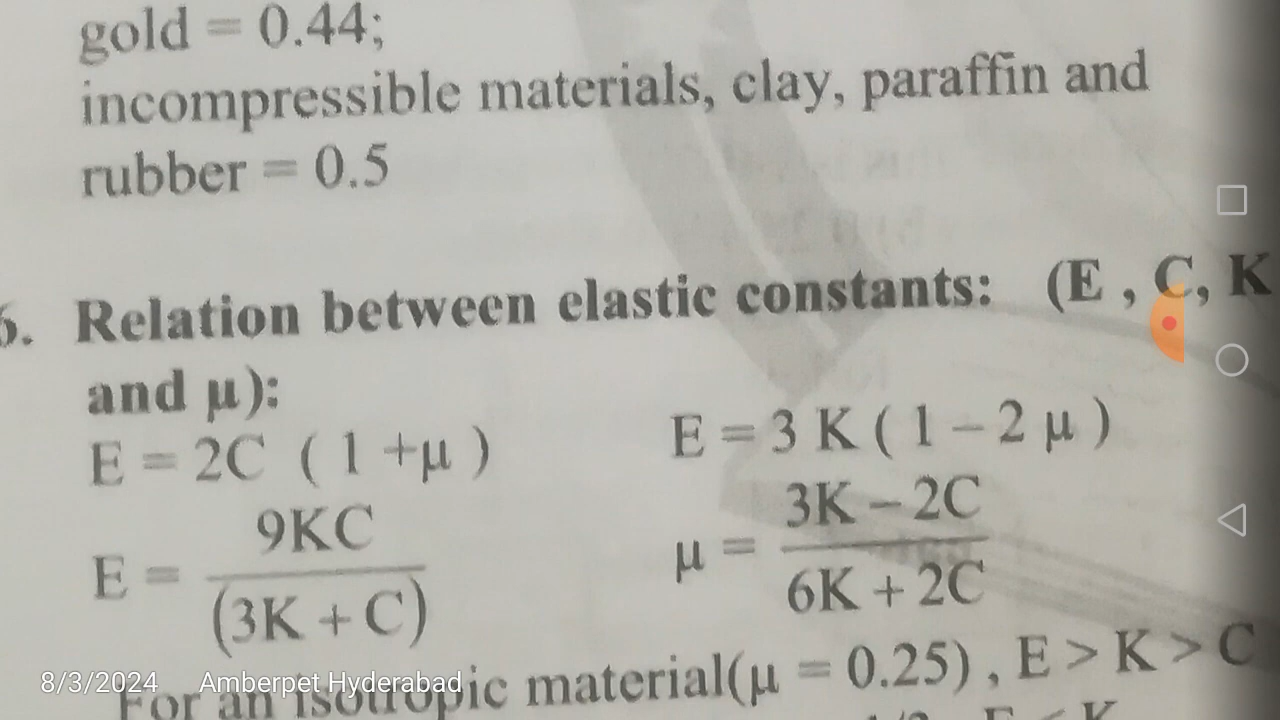 gold = 0.44;
incompressible materials, clay, paraffin and
rubber = 0.5
6. Relation between elastic constants: (E , C, K
and μ):
E = 2C ( 1 +μ )
E = 3 K ( 1 – 2 μ )
E = 9KC / (3K + C)
μ = 3K – 2C / 6K + 2C
For an isotropic material(μ = 0.25) , E > K > C
8/3/2024 Amberpet Hyderabad